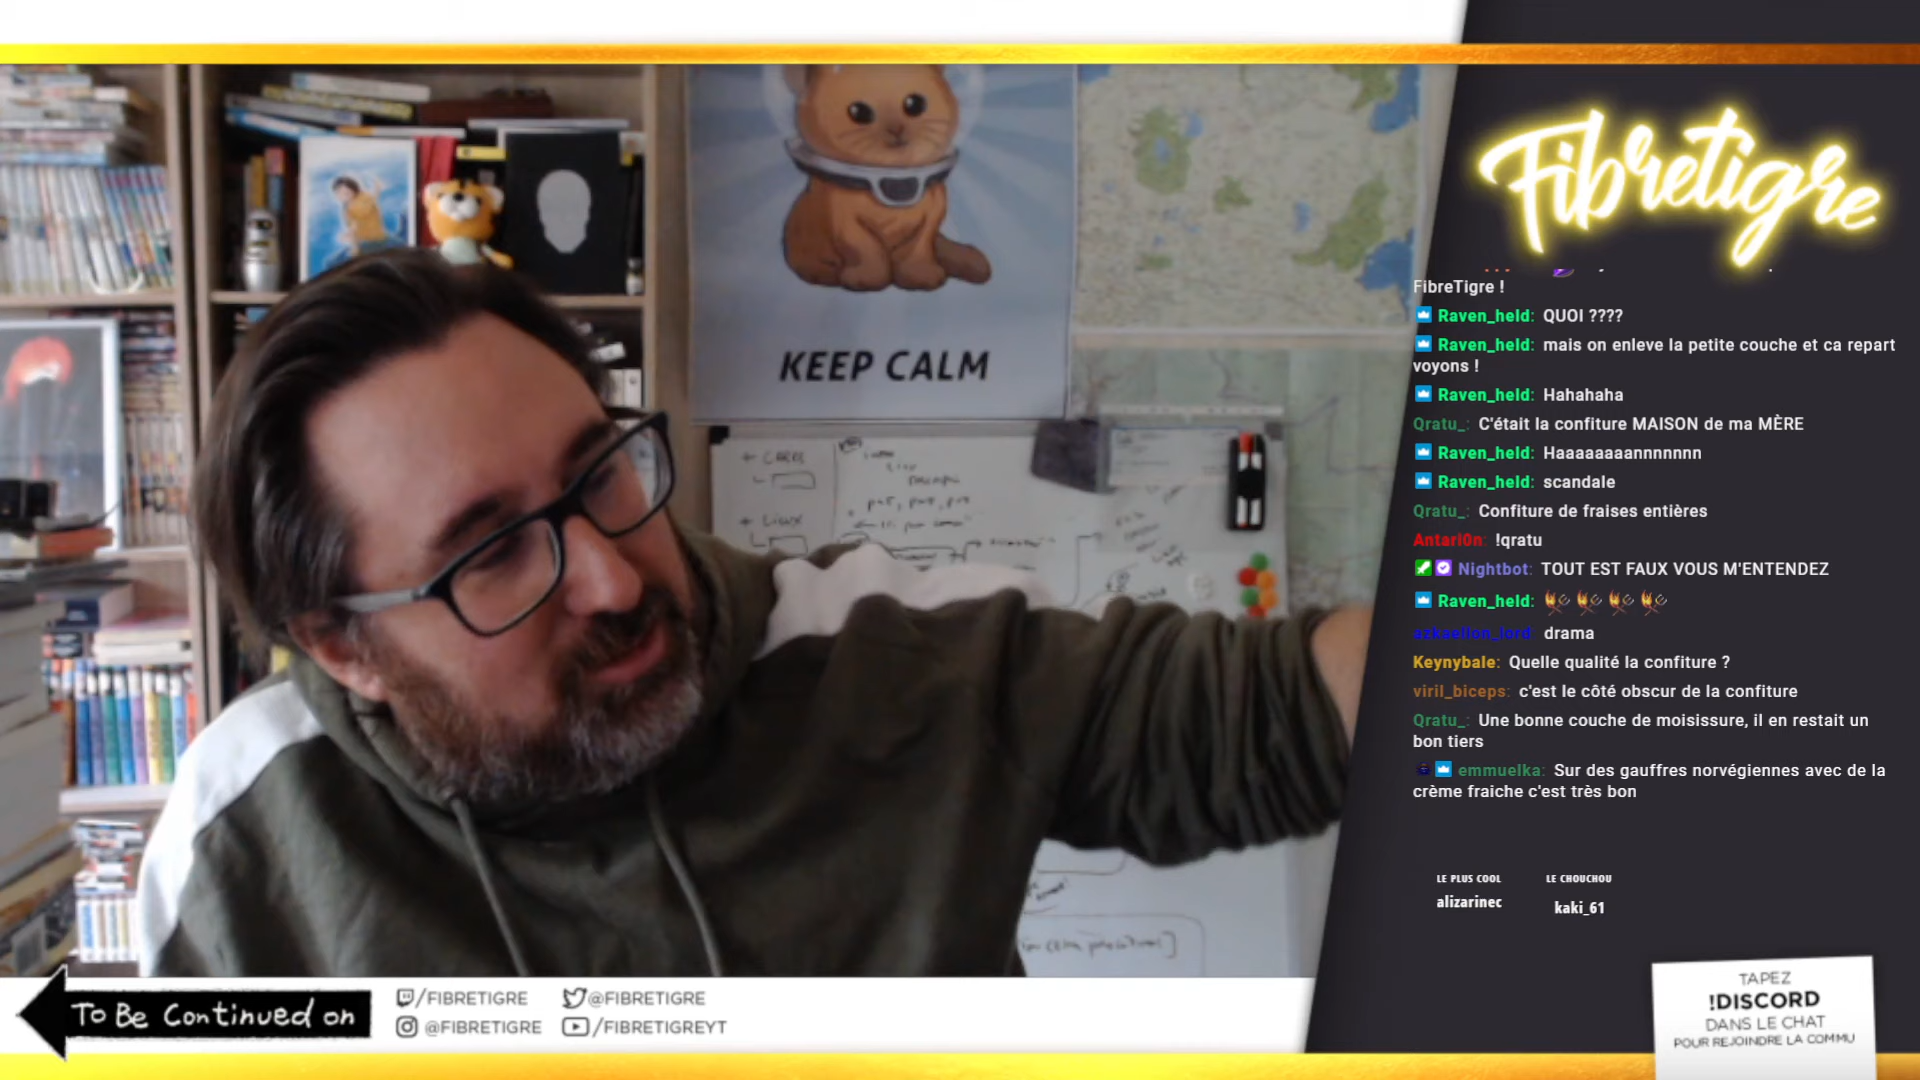 Fibretigre
FibreTigre !
Raven_held: QUOI ????
Raven_held: mais on enleve la petite couche et ca repart
voyons !
Raven_held: Hahahaha
Qratu_: C'était la confiture MAISON de ma MÈRE
Raven_held: Haaaaaaaannnnnnn
Raven_held: scandale
Qratu_: Confiture de fraises entières
Antarl0n: !qratu
Nightbot: TOUT EST FAUX VOUS M'ENTENDEZ
Raven_held:
azkaellon_lord: drama
Keynybale: Quelle qualité la confiture ?
viril_biceps: c'est le côté obscur de la confiture
Qratu_: Une bonne couche de moisissure, il en restait un
bon tiers
emmuelka: Sur des gauffres norvégiennes avec de la
crème fraiche c'est très bon
LE PLUS COOL
alizarinec
LE CHOUCHOU
kaki_61
TAPEZ
!DISCORD
DANS LE CHAT
POUR REJOINDRE LA COMMU
KEEP CALM
To Be Continued on
/FIBRETIGRE
@FIBRETIGRE
@FIBRETIGRE
/FIBRETIGREYT